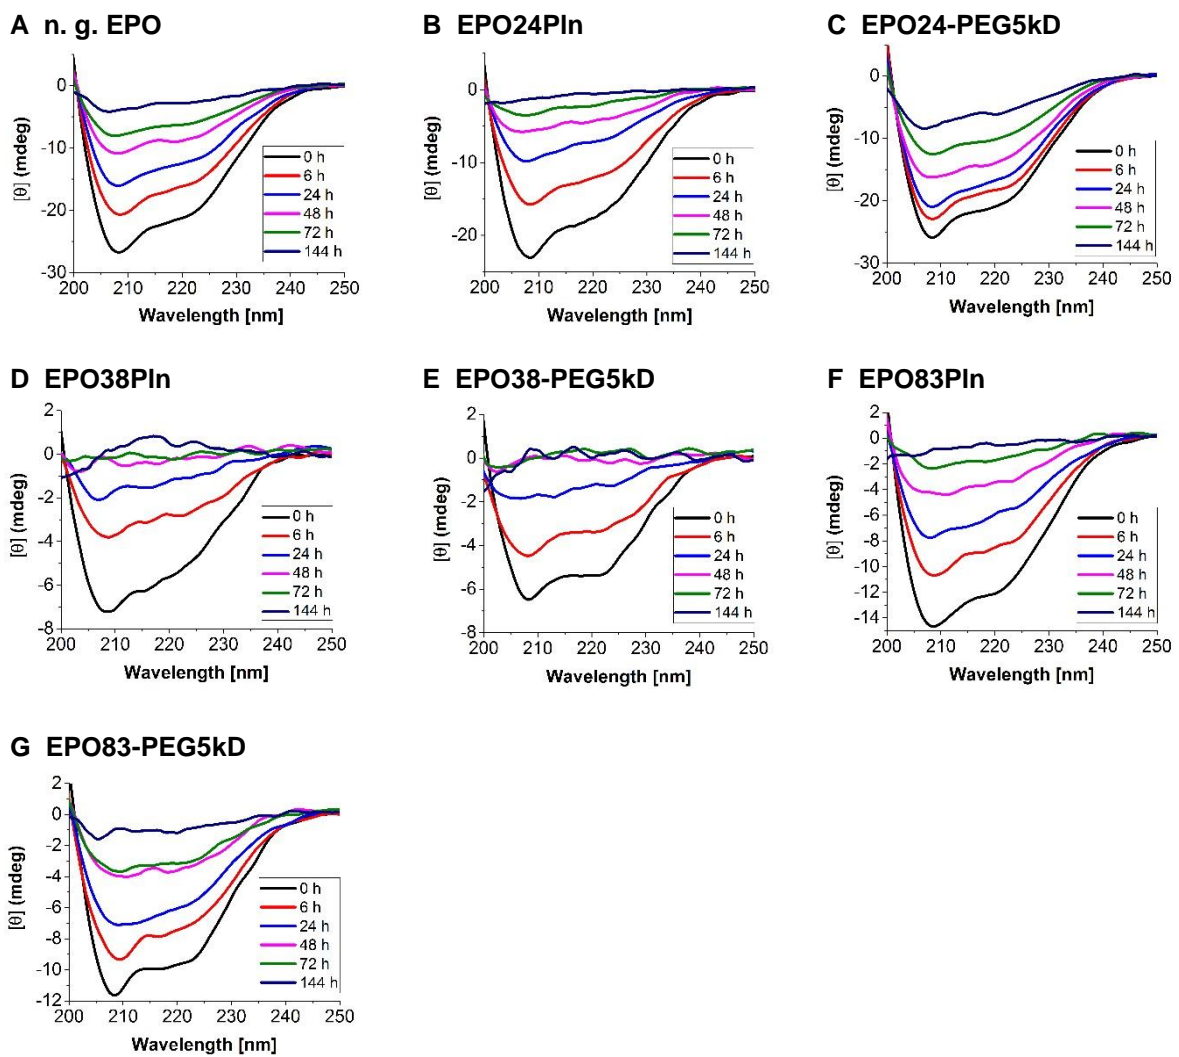 A n. g. EPO
0
-10
-20
-30
[θ] (mdeg)
0 h
6 h
24 h
48 h
72 h
144 h
200 210 220 230 240 250
Wavelength [nm]
B EPO24Pln
0
-10
-20
[θ] (mdeg)
0 h
6 h
24 h
48 h
72 h
144 h
200 210 220 230 240 250
Wavelength [nm]
C EPO24-PEG5kD
0
-10
-20
-30
[θ] (mdeg)
0 h
6 h
24 h
48 h
72 h
144 h
200 210 220 230 240 250
Wavelength [nm]
D EPO38Pln
2
0
-2
-4
-6
-8
[θ] (mdeg)
0 h
6 h
24 h
48 h
72 h
144 h
200 210 220 230 240 250
Wavelength [nm]
E EPO38-PEG5kD
2
0
-2
-4
-6
-8
[θ] (mdeg)
0 h
6 h
24 h
48 h
72 h
144 h
200 210 220 230 240 250
Wavelength [nm]
F EPO83Pln
2
0
-2
-4
-6
-8
-10
-12
-14
[θ] (mdeg)
0 h
6 h
24 h
48 h
72 h
144 h
200 210 220 230 240 250
Wavelength [nm]
G EPO83-PEG5kD
2
0
-2
-4
-6
-8
-10
-12
[θ] (mdeg)
0 h
6 h
24 h
48 h
72 h
144 h
200 210 220 230 240 250
Wavelength [nm]